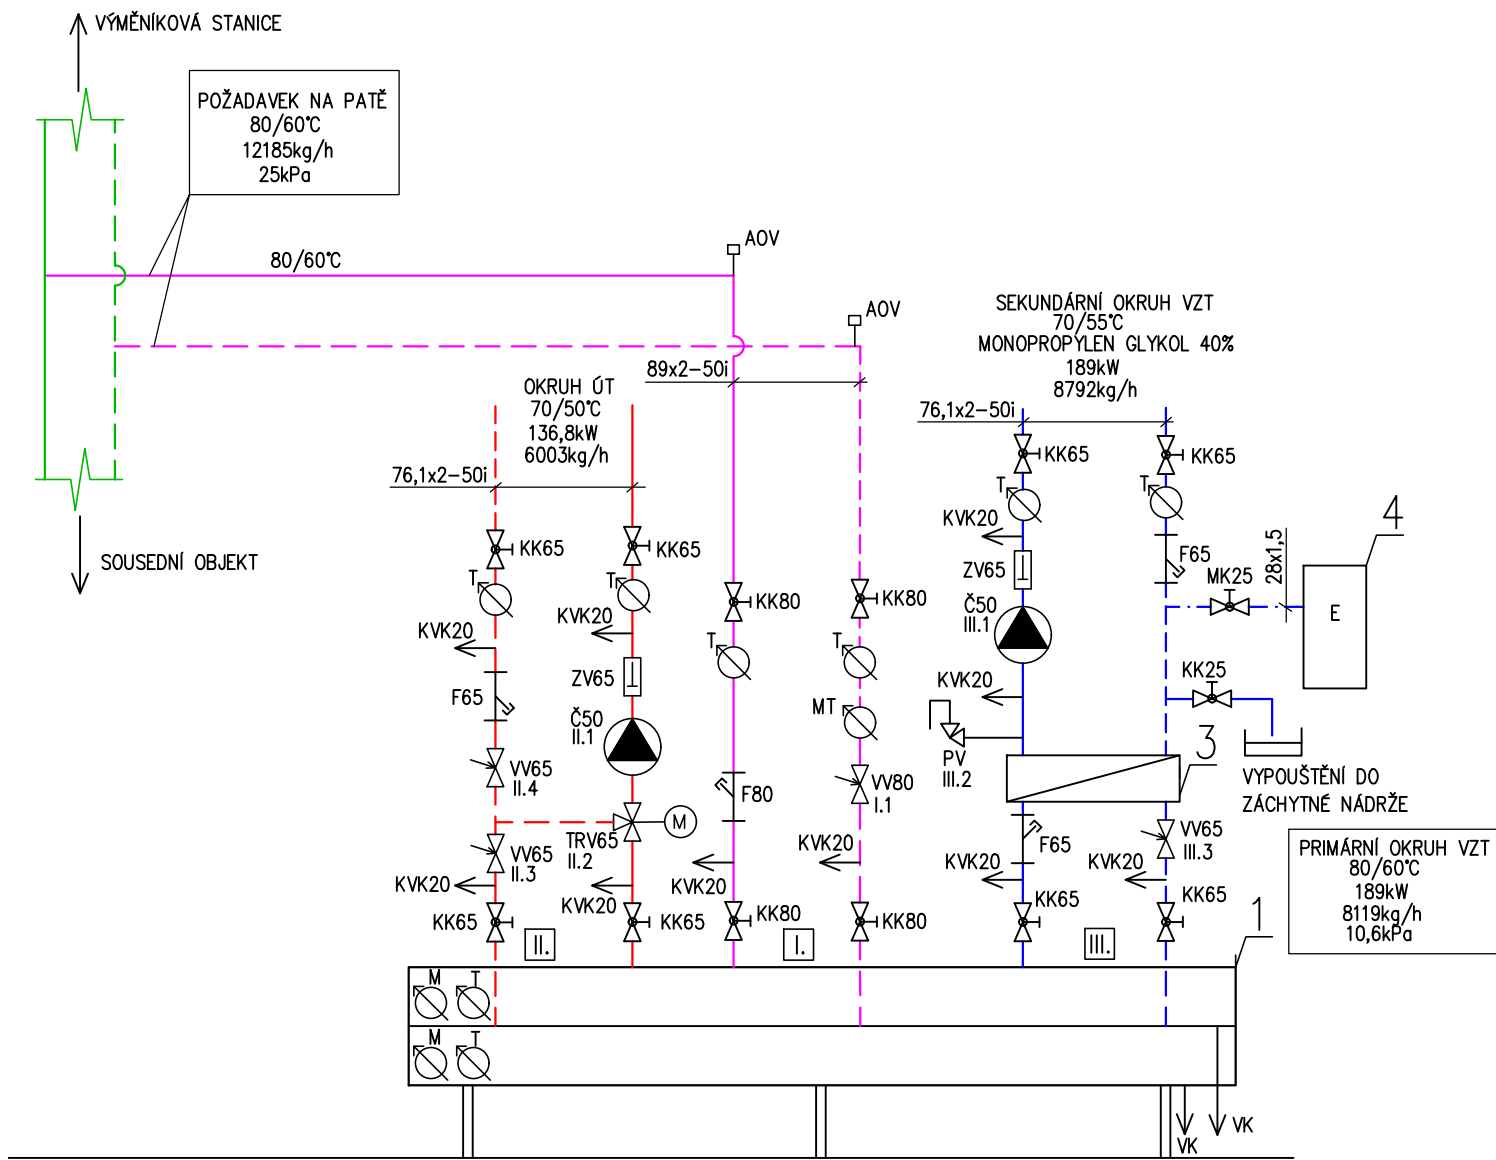 VÝMĚNÍKOVÁ STANICE
POŽADAVEK NA PATĚ
80/60°C
12185kg/h
25kPa
80/60°C
AOV
AOV
SOUSEDNÍ OBJEKT
OKRUH ÚT
70/50°C
136,8kW
6003kg/h
76,1x2-50i
89x2-50i
SEKUNDÁRNÍ OKRUH VZT
70/55°C
MONOPROPYLEN GLYKOL 40%
189kW
8792kg/h
76,1x2-50i
KK65
KK65
T
T
KVK20
KVK20
F65
ZV65
Č50
II.1
VV65
II.4
TRV65
II.2
M
VV65
II.3
KVK20
KVK20
KK65
KK65
II.
KK80
KK80
T
T
MT
F80
VV80
I.1
KVK20
KVK20
KK80
KK80
I.
KK65
KK65
T
T
KVK20
F65
ZV65
Č50
III.1
MK25
28x1,5
4
E
KK25
KVK20
PV
III.2
3
VYPOUŠTĚNÍ DO
ZÁCHYTNÉ NÁDRŽE
F65
VV65
III.3
KVK20
KVK20
KK65
KK65
III.
1
PRIMÁRNÍ OKRUH VZT
80/60°C
189kW
8119kg/h
10,6kPa
M
T
M
T
VK
VK